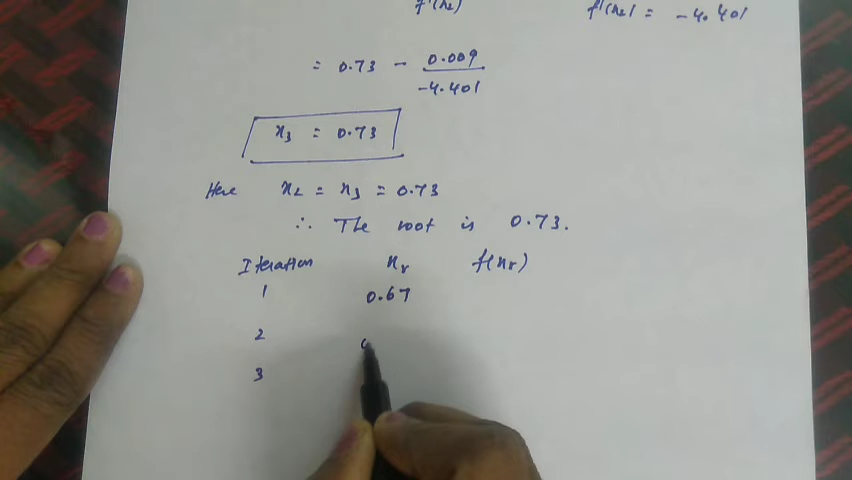 f'(x₂) f'(x₂) = -4.401
= 0.73 - 0.009 / -4.401
x₃ = 0.73
Here x₂ = x₃ = 0.73
∴ The root is 0.73.
Iteration xᵣ f(xᵣ)
1 0.67
2
3